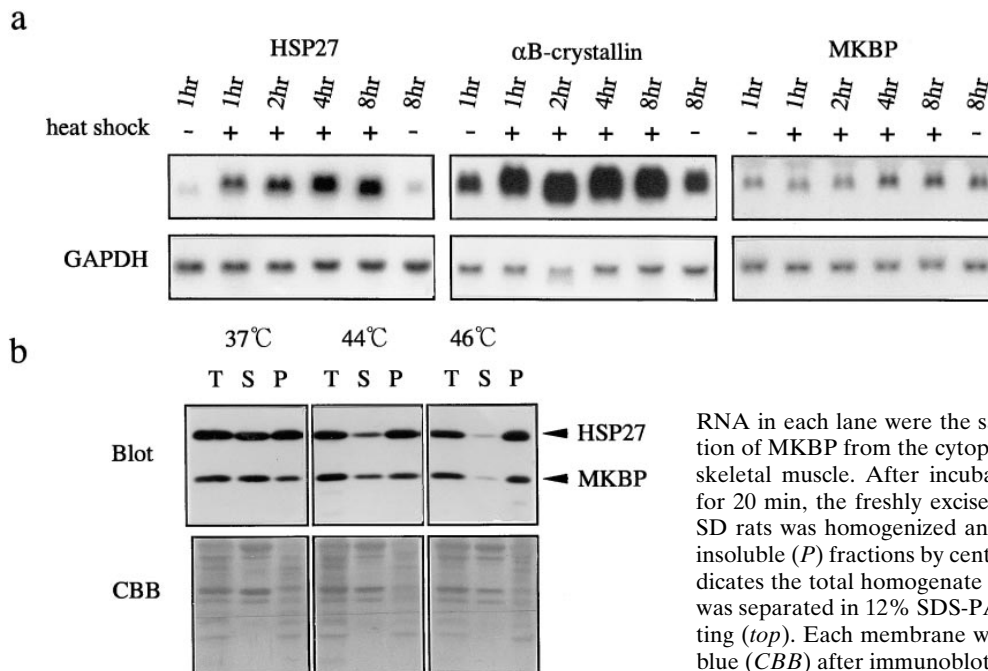 a
HSP27 αB-crystallin MKBP
1hr 1hr 2hr 4hr 8hr 8hr 1hr 1hr 2hr 4hr 8hr 8hr 1hr 1hr 2hr 4hr 8hr 8hr
heat shock - + + + + - - + + + + - - + + + + -
GAPDH
b
37℃ 44℃ 46℃
T S P T S P T S P
Blot
HSP27
MKBP
CBB
RNA in each lane were the s
tion of MKBP from the cytop
skeletal muscle. After incuba
for 20 min, the freshly excise
SD rats was homogenized an
insoluble (P) fractions by cent
dicates the total homogenate
was separated in 12% SDS-PA
ting (top). Each membrane w
blue (CBB) after immunoblot